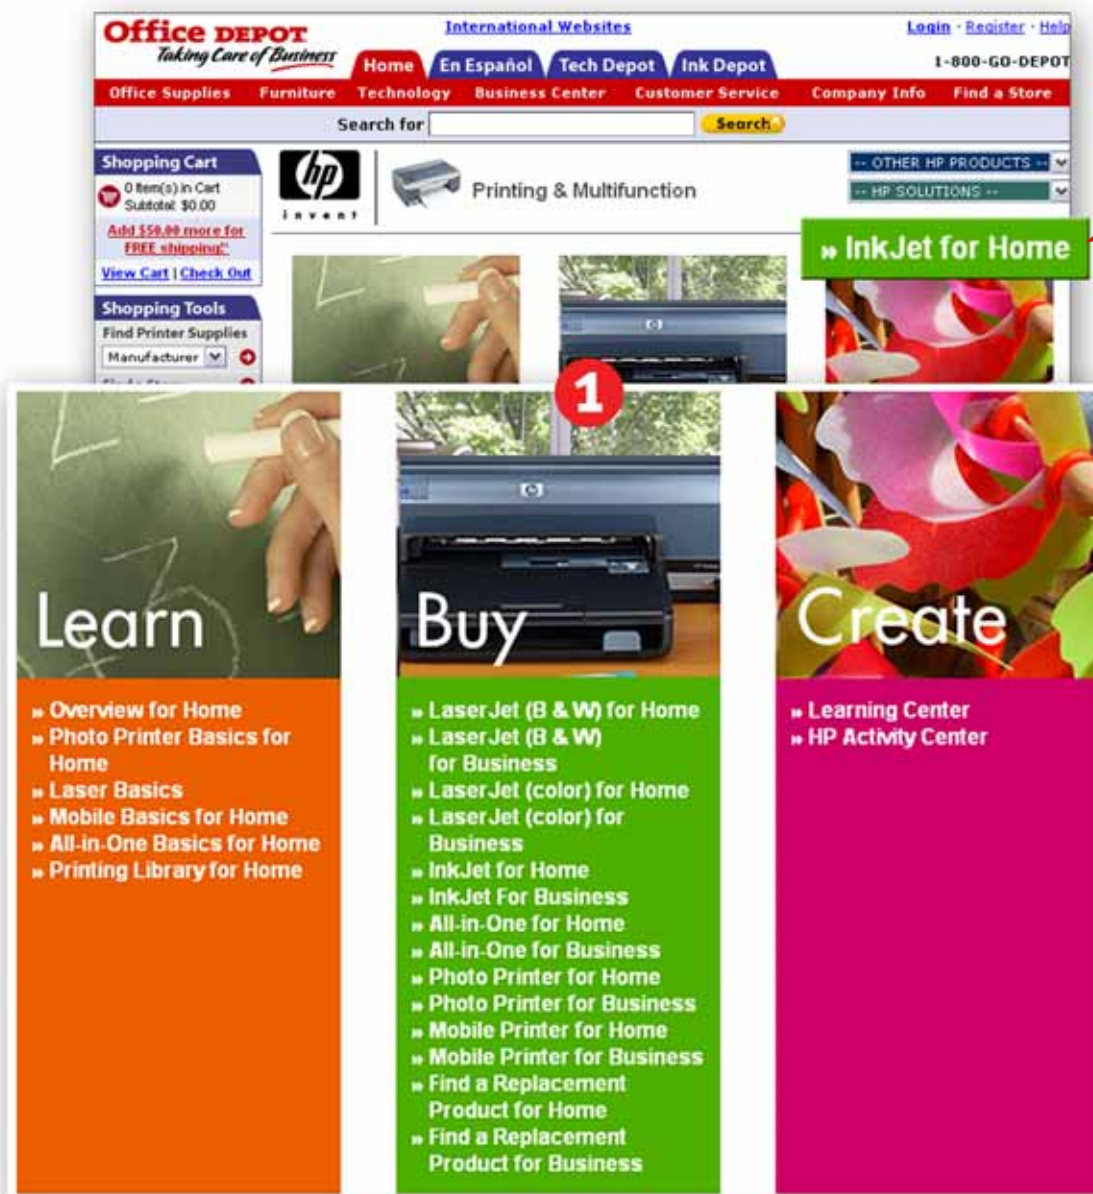 Office DEPOT
Taking Care of Business
International Websites
Login · Register · Help
Home
En Español
Tech Depot
Ink Depot
1-800-GO-DEPOT
Office Supplies
Furniture
Technology
Business Center
Customer Service
Company Info
Find a Store
Search for
Search
Shopping Cart
0 Item(s) in Cart
Subtotal: $0.00
Add $50.00 more for
FREE shipping!*
View Cart | Check Out
Shopping Tools
Find Printer Supplies
Manufacturer
hp
invent
Printing & Multifunction
-- OTHER HP PRODUCTS --
-- HP SOLUTIONS --
» InkJet for Home
1
Learn
» Overview for Home
» Photo Printer Basics for
Home
» Laser Basics
» Mobile Basics for Home
» All-in-One Basics for Home
» Printing Library for Home
Buy
» LaserJet (B & W) for Home
» LaserJet (B & W)
for Business
» LaserJet (color) for Home
» LaserJet (color) for
Business
» InkJet for Home
» InkJet For Business
» All-in-One for Home
» All-in-One for Business
» Photo Printer for Home
» Photo Printer for Business
» Mobile Printer for Home
» Mobile Printer for Business
» Find a Replacement
Product for Home
» Find a Replacement
Product for Business
Create
» Learning Center
» HP Activity Center